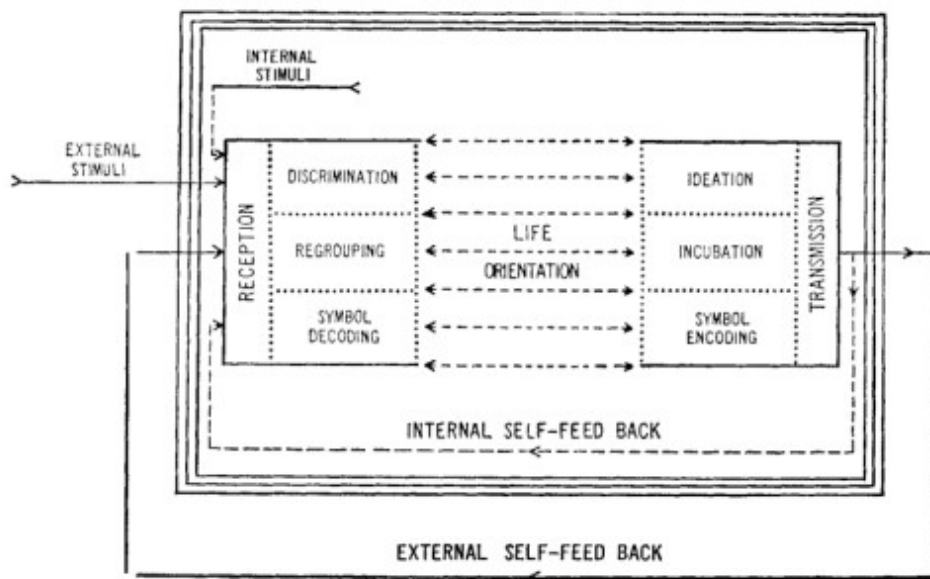 INTERNAL
STIMULI
EXTERNAL
STIMULI
RECEPTION
DISCRIMINATION
REGROUPING
SYMBOL
DECODING
LIFE
ORIENTATION
IDEATION
INCUBATION
SYMBOL
ENCODING
TRANSMISSION
INTERNAL SELF-FEED BACK
EXTERNAL SELF-FEED BACK